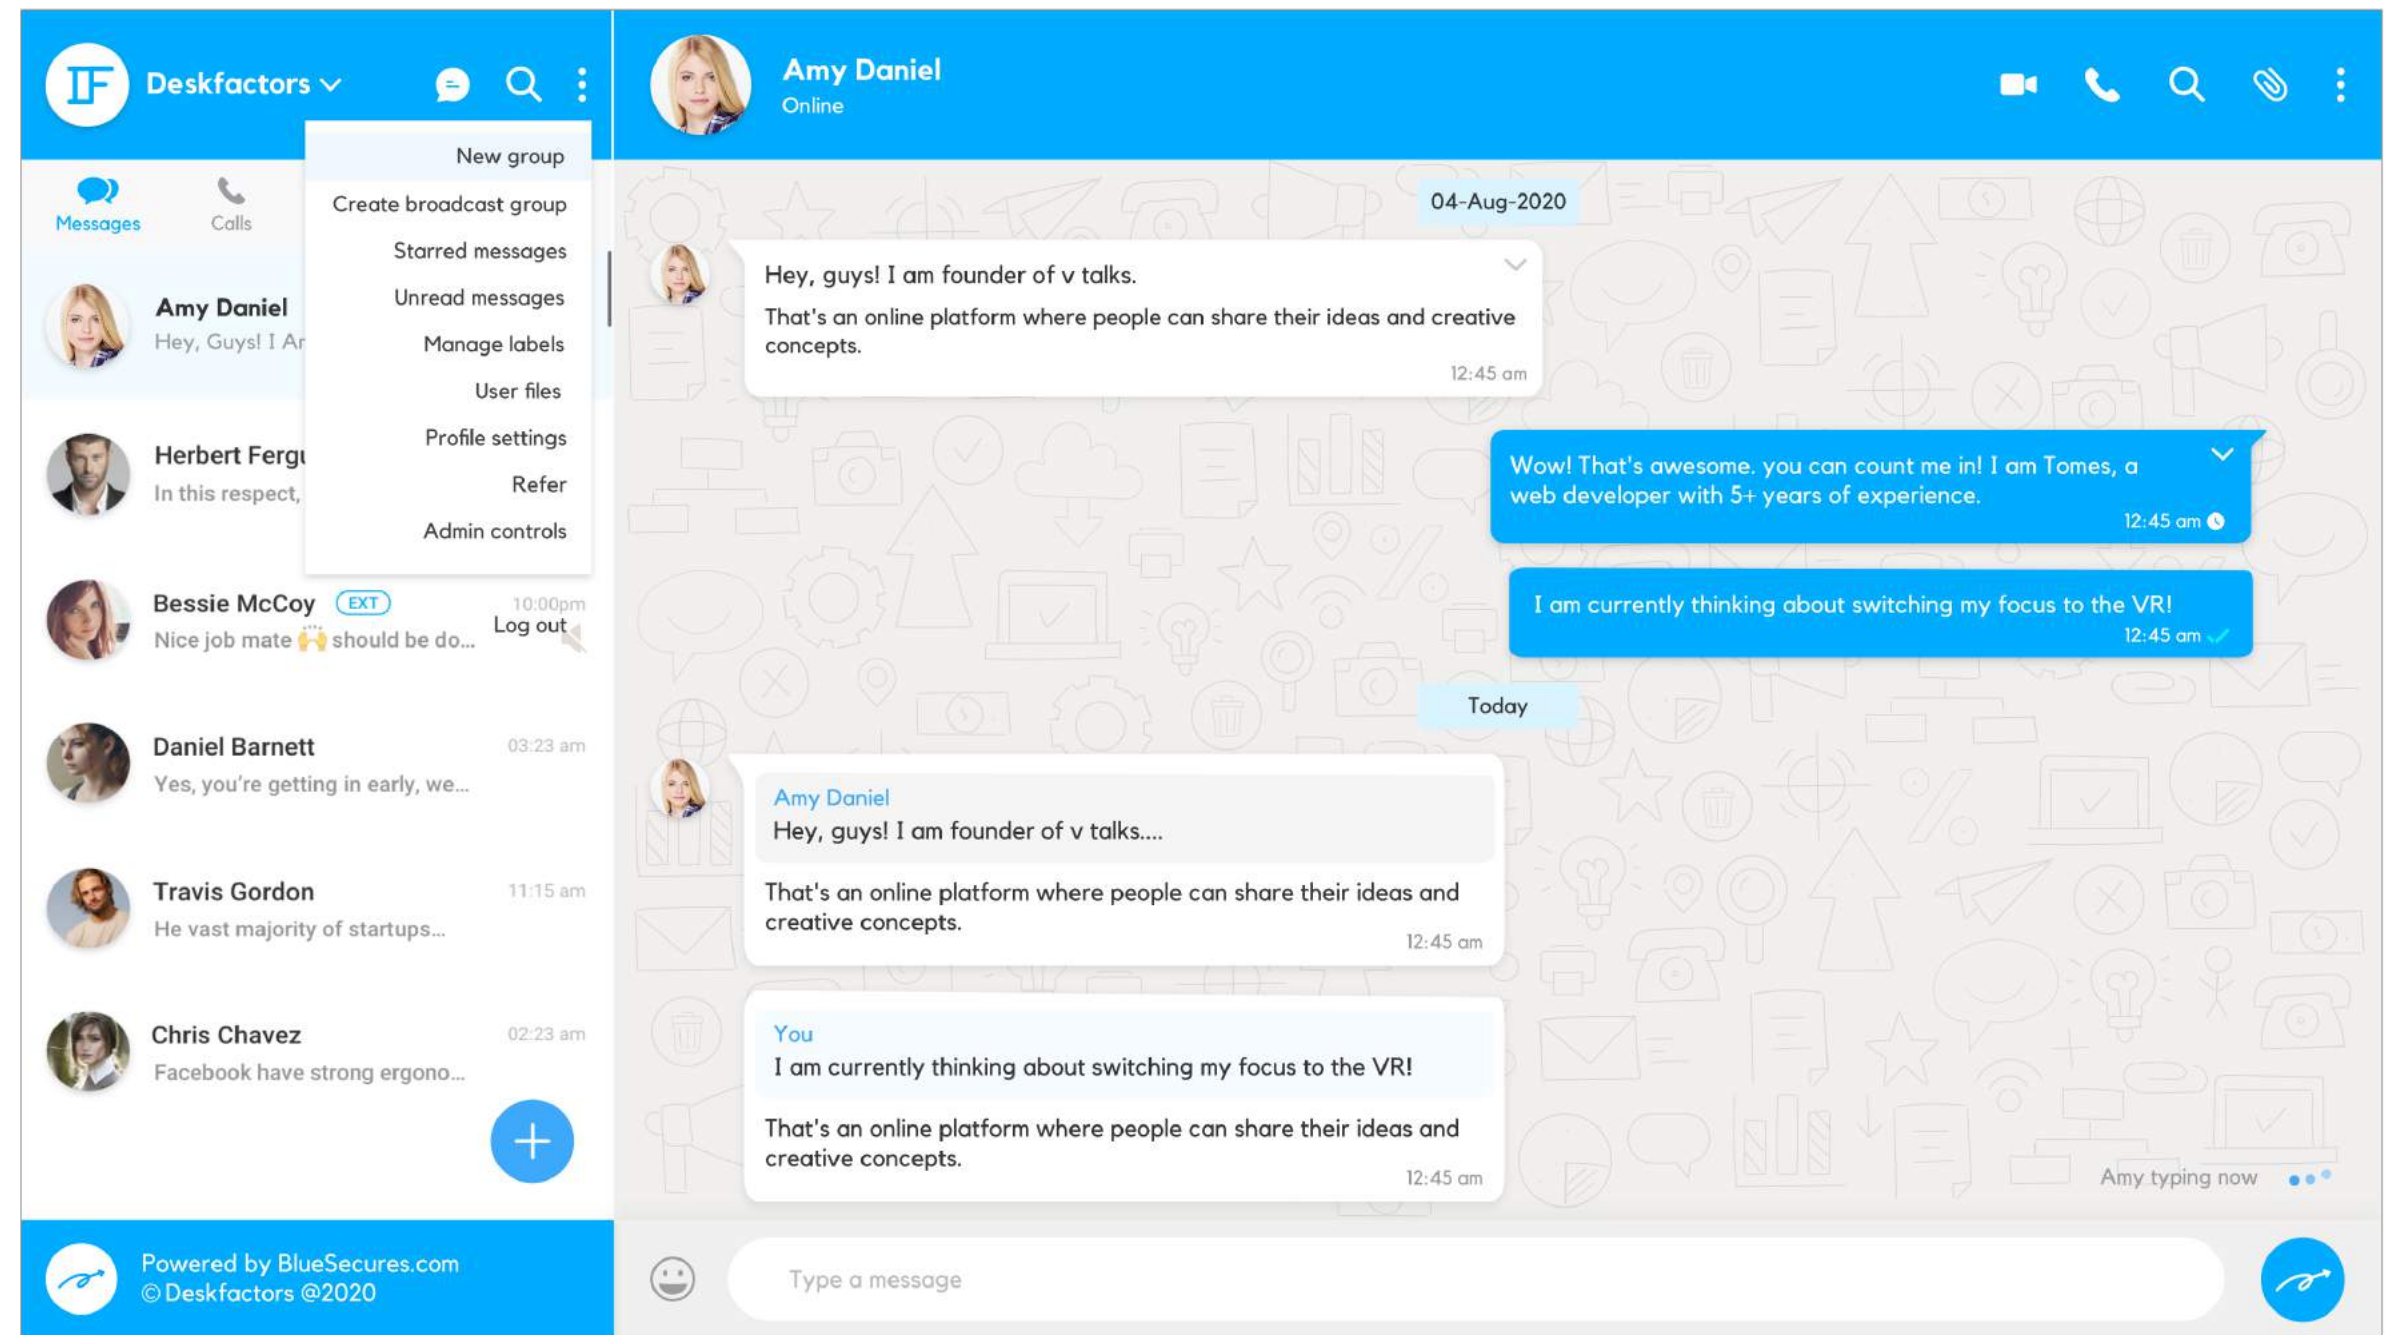 IF
Deskfactors
New group
Create broadcast group
Starred messages
Unread messages
Manage labels
User files
Profile settings
Refer
Admin controls
Log out
Messages
Calls
Amy Daniel
Hey, Guys! I
Herbert
In this respect,
Bessie McCoy EXT 10:00pm
Nice job mate 🙌 should be do...
Daniel Barnett 03:23 am
Yes, you're getting in early, we...
Travis Gordon 11:15 am
He vast majority of startups...
Chris Chavez 02:23 am
Facebook have strong ergono...
Powered by BlueSecures.com
© Deskfactors @2020
Amy Daniel
Online
04-Aug-2020
Hey, guys! I am founder of v talks.
That's an online platform where people can share their ideas and creative
concepts.
12:45 am
Wow! That's awesome. you can count me in! I am Tomes, a
web developer with 5+ years of experience.
12:45 am
I am currently thinking about switching my focus to the VR!
12:45 am
Today
Amy Daniel
Hey, guys! I am founder of v talks....
That's an online platform where people can share their ideas and
creative concepts.
12:45 am
You
I am currently thinking about switching my focus to the VR!
That's an online platform where people can share their ideas and
creative concepts.
12:45 am
Amy typing now
Type a message